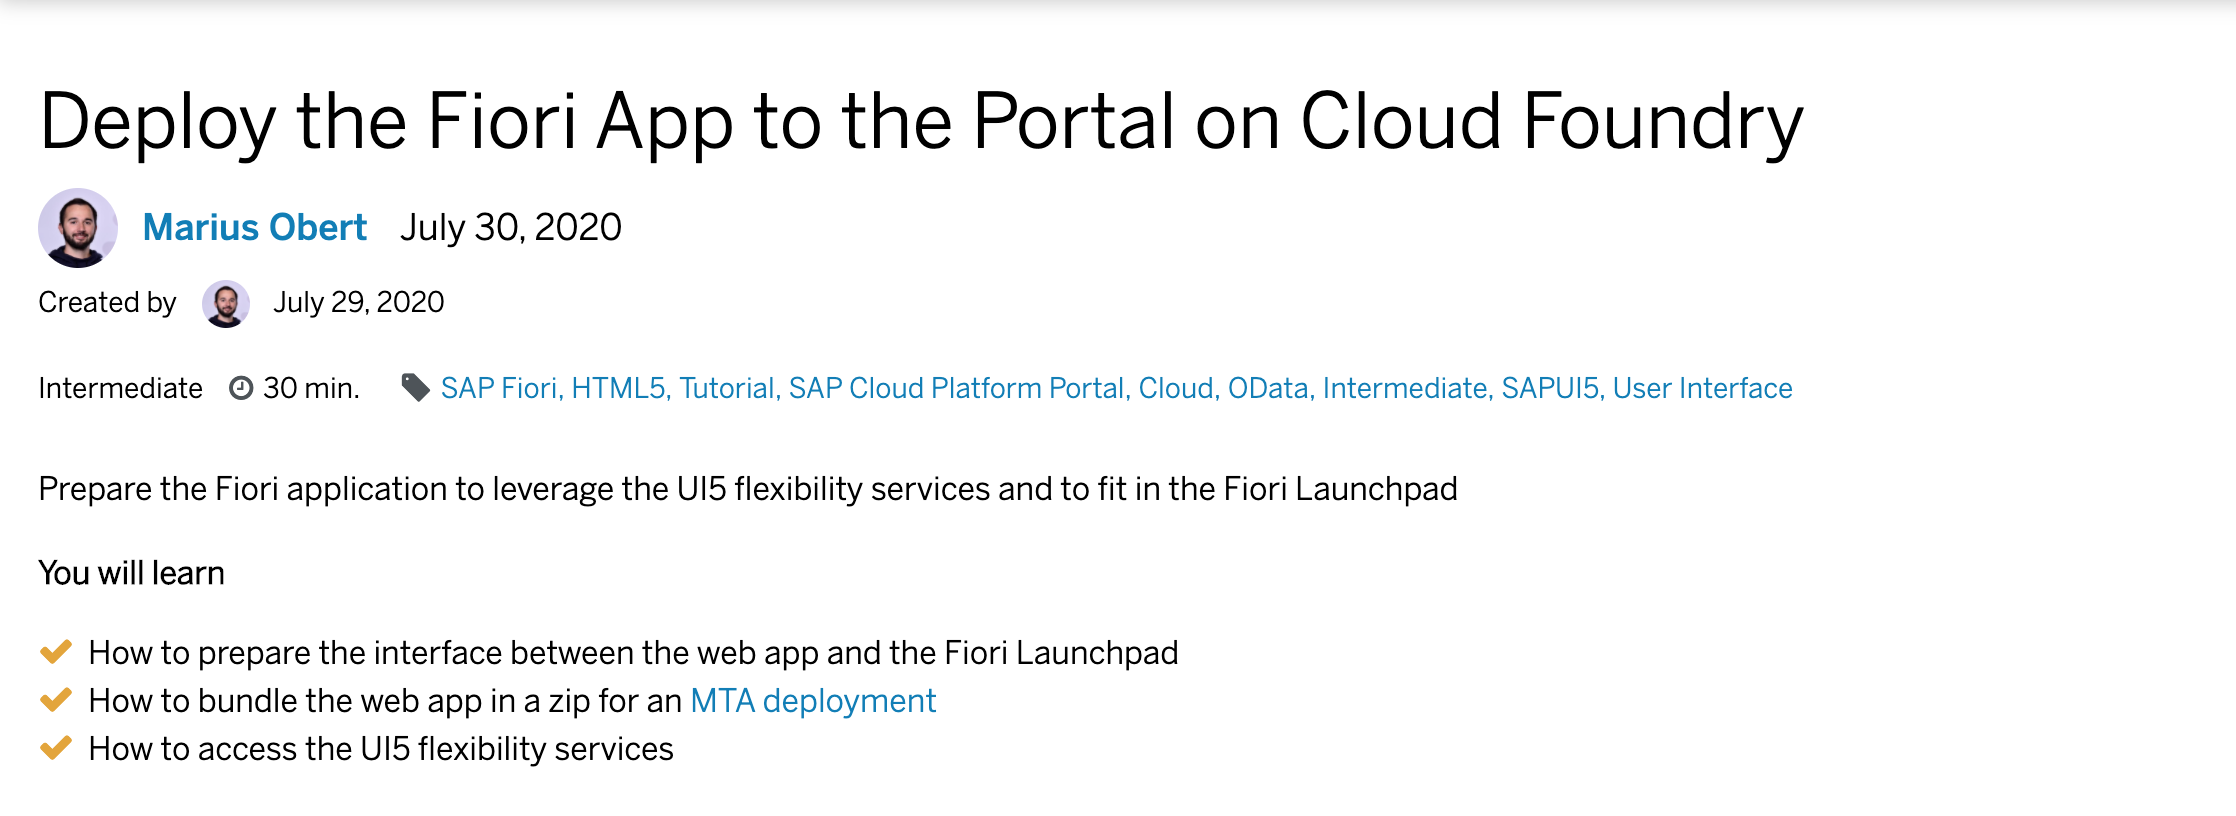 Deploy the Fiori App to the Portal on Cloud Foundry
Marius Obert July 30, 2020
Created by July 29, 2020
Intermediate 30 min. SAP Fiori, HTML5, Tutorial, SAP Cloud Platform Portal, Cloud, OData, Intermediate, SAPUI5, User Interface
Prepare the Fiori application to leverage the UI5 flexibility services and to fit in the Fiori Launchpad
You will learn
How to prepare the interface between the web app and the Fiori Launchpad
How to bundle the web app in a zip for an MTA deployment
How to access the UI5 flexibility services